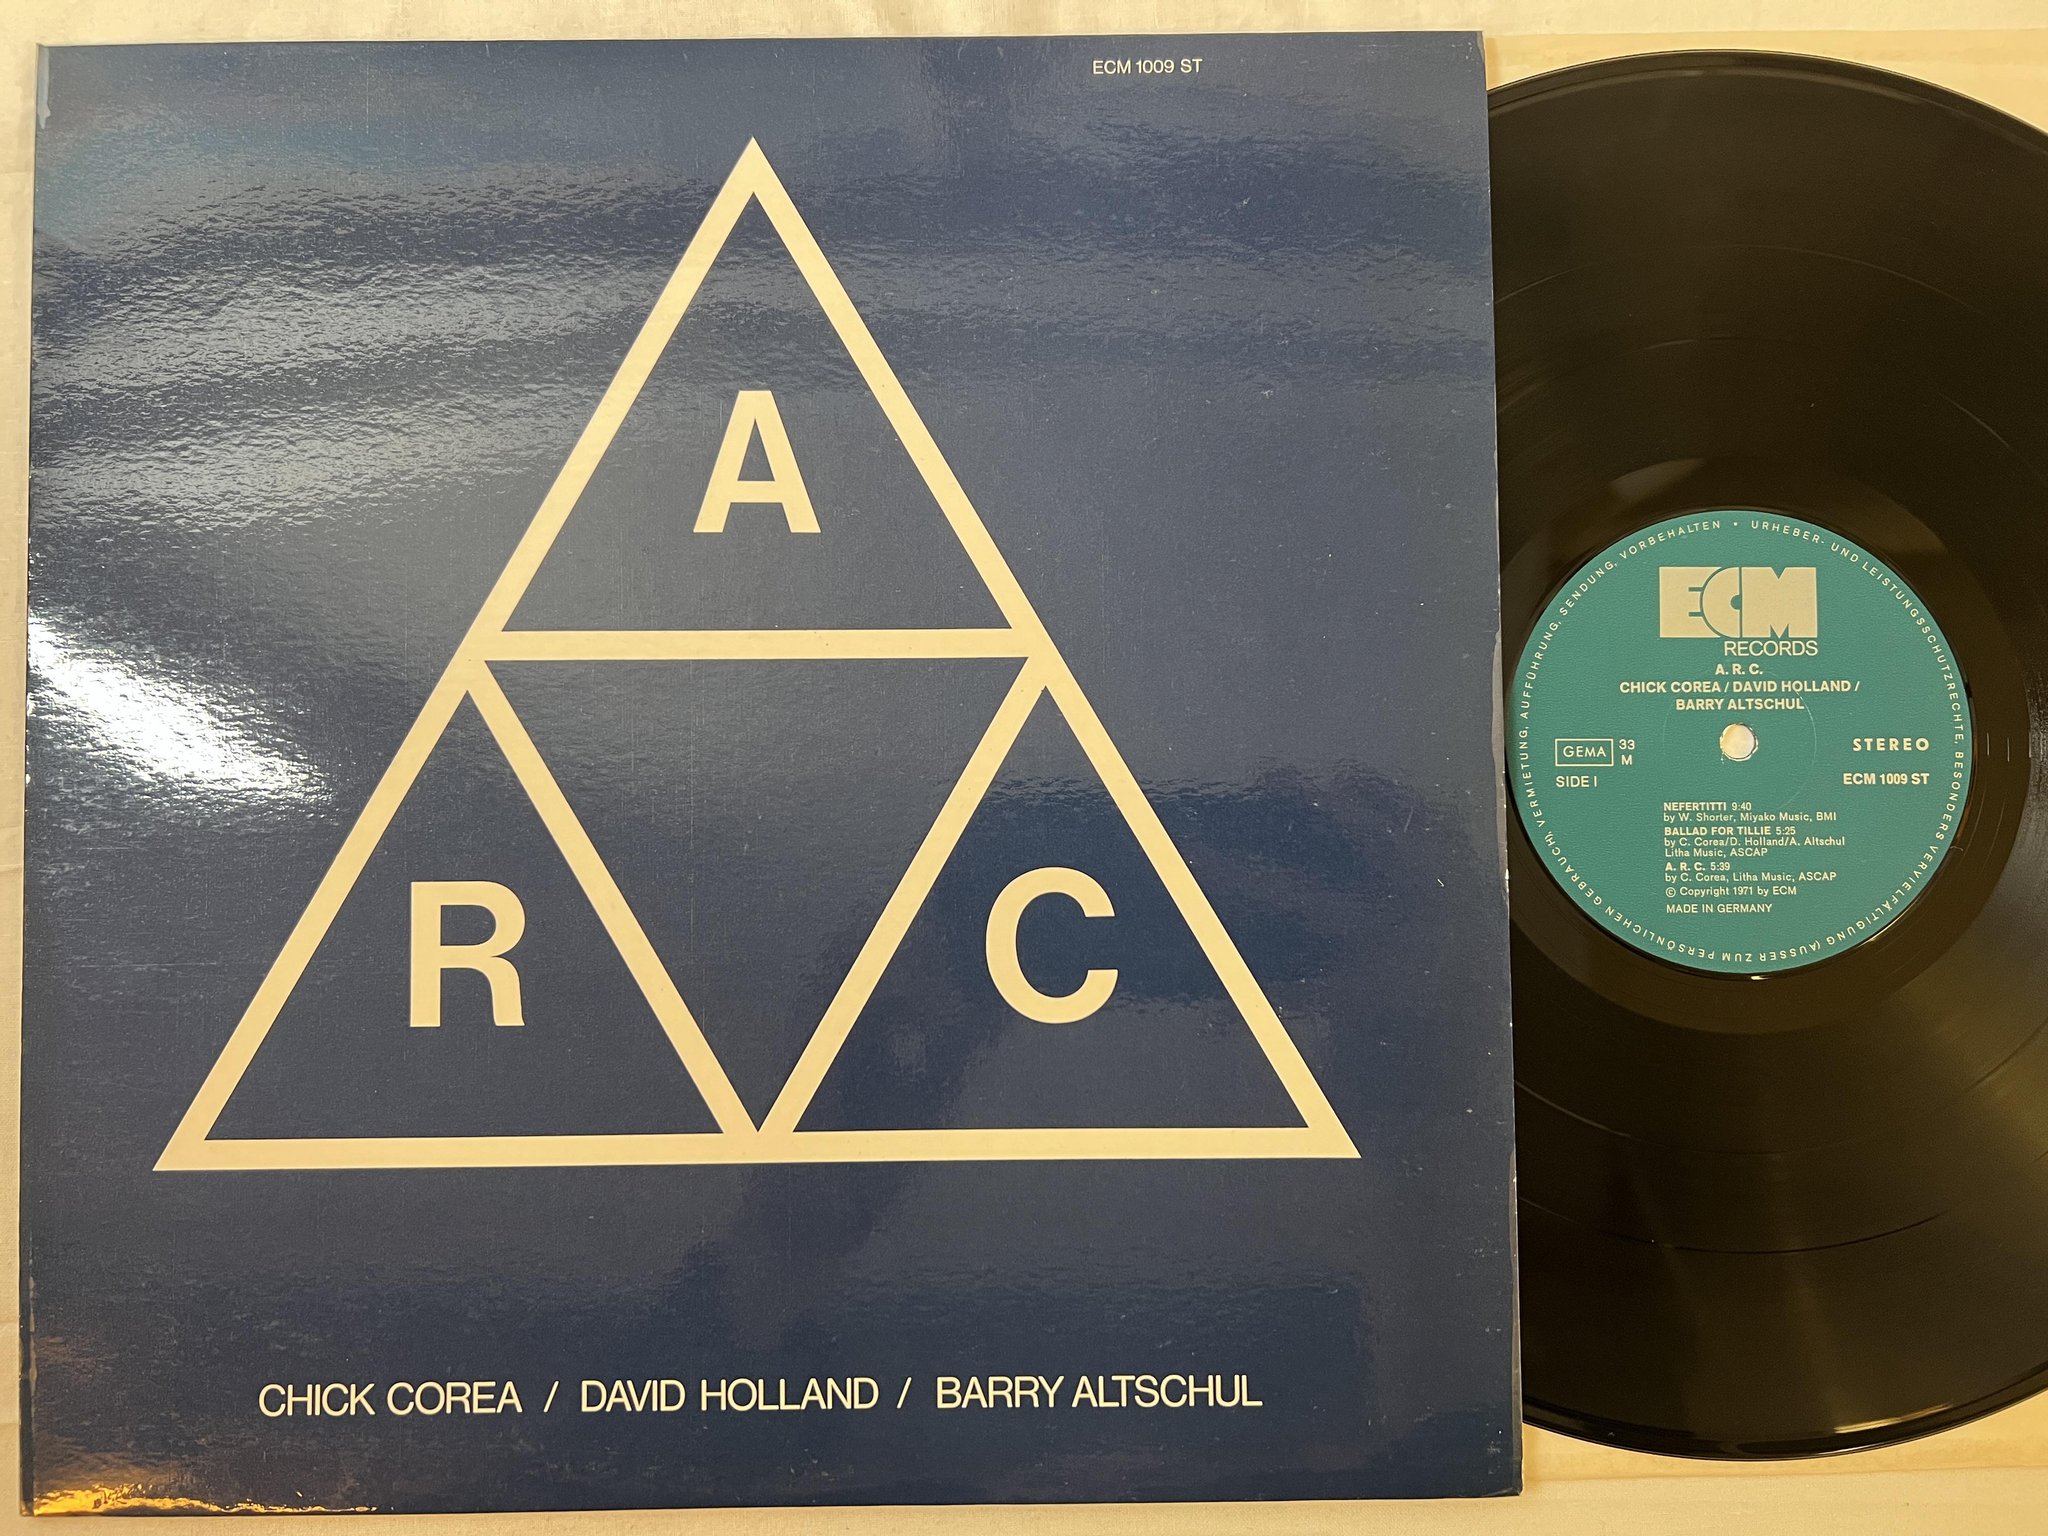 ECM 1009 ST
A
R C
CHICK COREA / DAVID HOLLAND / BARRY ALTSCHUL
URHEBER- UND LEISTUNGSSCHUTZRECHTE, BESONDERS VERVIELFÄLTIGUNG (AUSSER ZUM PERSÖNLICHEN GEBRAUCH), VERMIETUNG, AUFFÜHRUNG, SENDUNG, VORBEHALTEN •
ECM
RECORDS
A. R. C.
CHICK COREA / DAVID HOLLAND /
BARRY ALTSCHUL
GEMA 33 STEREO
M
SIDE I ECM 1009 ST
NEFERTITTI 9:40
by W. Shorter, Miyako Music, BMI
BALLAD FOR TILLIE 5:25
by C. Corea/D. Holland/A. Altschul
Litha Music, ASCAP
A. R. C. 5:39
by C. Corea, Litha Music, ASCAP
© Copyright 1971 by ECM
MADE IN GERMANY